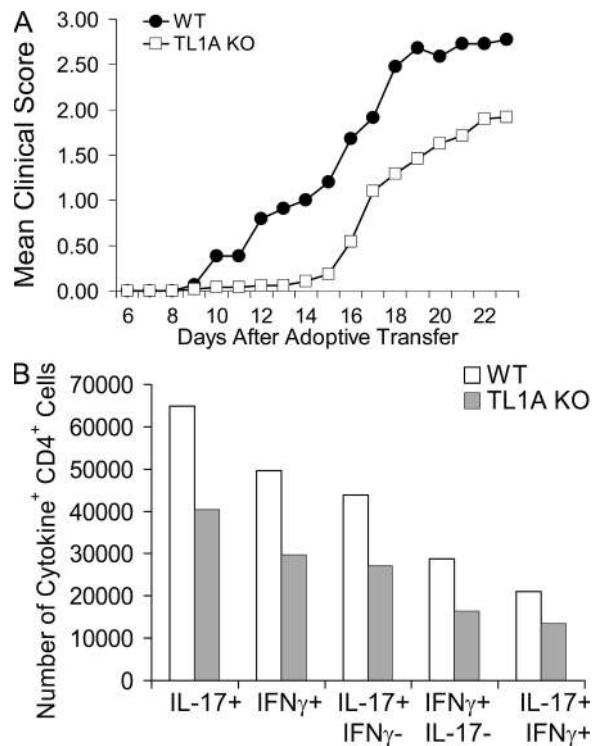 A
WT
TL1A KO
Mean Clinical Score
3.00
2.50
2.00
1.50
1.00
0.50
0.00
6 8 10 12 14 16 18 20 22
Days After Adoptive Transfer
B
WT
TL1A KO
Number of Cytokine⁺ CD4⁺ Cells
70000
60000
50000
40000
30000
20000
10000
0
IL-17+ IFNγ+ IL-17+ IFNγ+ IL-17+
IFNγ- IL-17- IFNγ+